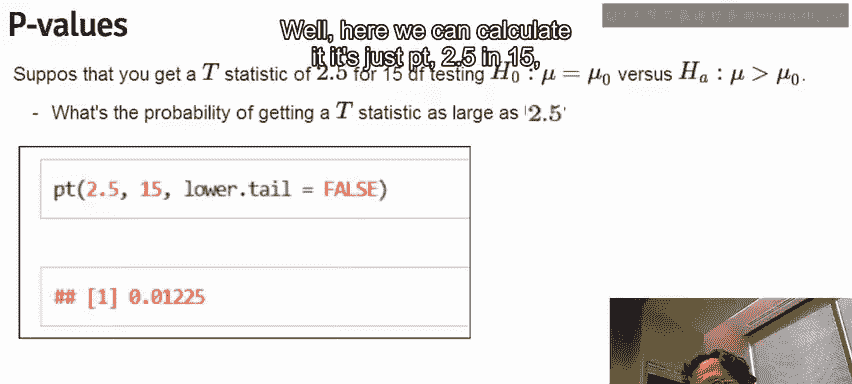 P-values
Well, here we can calculate
it it's just pt, 2.5 in 15,
Suppos that you get a T statistic of 2.5 for 15 df testing H₀ : μ = μ₀ versus Hₐ : μ > μ₀.
- What's the probability of getting a T statistic as large as '2.5'
pt(2.5, 15, lower.tail = FALSE)
## [1] 0.01225